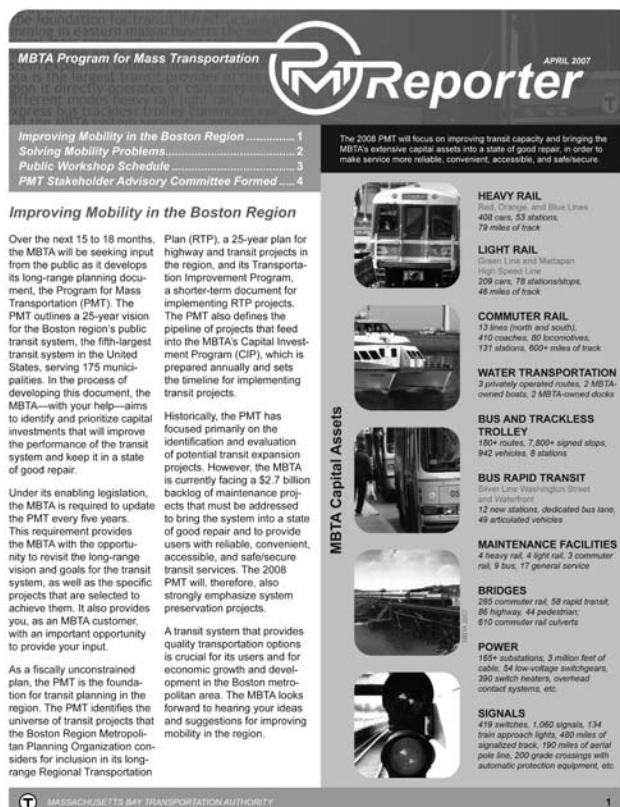 MBTA Program for Mass Transportation
PMT Reporter
APRIL 2007
Improving Mobility in the Boston Region ............... 1
Solving Mobility Problems.................................... 2
Public Workshop Schedule .................................. 3
PMT Stakeholder Advisory Committee Formed ..... 4
The 2008 PMT will focus on improving transit capacity and bringing the
MBTA's extensive capital assets into a state of good repair, in order to
make service more reliable, convenient, accessible, and safe/secure.
Improving Mobility in the Boston Region
Over the next 15 to 18 months,
the MBTA will be seeking input
from the public as it develops
its long-range planning docu-
ment, the Program for Mass
Transportation (PMT). The
PMT outlines a 25-year vision
for the Boston region's public
transit system, the fifth-largest
transit system in the United
States, serving 175 munici-
palities. In the process of
developing this document, the
MBTA—with your help—aims
to identify and prioritize capital
investments that will improve
the performance of the transit
system and keep it in a state
of good repair.
Under its enabling legislation,
the MBTA is required to update
the PMT every five years.
This requirement provides
the MBTA with the opportu-
nity to revisit the long-range
vision and goals for the transit
system, as well as the specific
projects that are selected to
achieve them. It also provides
you, as an MBTA customer,
with an important opportunity
to provide your input.
As a fiscally unconstrained
plan, the PMT is the founda-
tion for transit planning in the
region. The PMT identifies the
universe of transit projects that
the Boston Region Metropoli-
tan Planning Organization con-
siders for inclusion in its long-
range Regional Transportation
Plan (RTP), a 25-year plan for
highway and transit projects in
the region, and its Transporta-
tion Improvement Program,
a shorter-term document for
implementing RTP projects.
The PMT also defines the
pipeline of projects that feed
into the MBTA's Capital Invest-
ment Program (CIP), which is
prepared annually and sets
the timeline for implementing
transit projects.
Historically, the PMT has
focused primarily on the
identification and evaluation
of potential transit expansion
projects. However, the MBTA
is currently facing a $2.7 billion
backlog of maintenance proj-
ects that must be addressed
to bring the system into a state
of good repair and to provide
users with reliable, convenient,
accessible, and safe/secure
transit services. The 2008
PMT will, therefore, also
strongly emphasize system
preservation projects.
A transit system that provides
quality transportation options
is crucial for its users and for
economic growth and devel-
opment in the Boston metro-
politan area. The MBTA looks
forward to hearing your ideas
and suggestions for improving
mobility in the region.
MBTA Capital Assets
HEAVY RAIL
Red, Orange, and Blue Lines
408 cars, 53 stations,
79 miles of track
LIGHT RAIL
Green Line and Mattapan
High Speed Line
209 cars, 78 stations/stops,
46 miles of track
COMMUTER RAIL
13 lines (north and south),
410 coaches, 80 locomotives,
131 stations, 600+ miles of track
WATER TRANSPORTATION
3 privately operated routes, 2 MBTA-
owned boats, 2 MBTA-owned docks
BUS AND TRACKLESS
TROLLEY
180+ routes, 7,800+ signed stops,
942 vehicles, 8 stations
BUS RAPID TRANSIT
Silver Line Washington Street
and Waterfront
12 new stations, dedicated bus lane,
49 articulated vehicles
MAINTENANCE FACILITIES
4 heavy rail, 4 light rail, 3 commuter
rail, 9 bus, 17 general service
BRIDGES
285 commuter rail, 58 rapid transit,
86 highway, 44 pedestrian;
610 commuter rail culverts
POWER
165+ substations, 3 million feet of
cable, 54 low-voltage switchgears,
390 switch heaters, overhead
contact systems, etc.
SIGNALS
419 switches, 1,060 signals, 134
train approach lights, 480 miles of
signalized track, 190 miles of aerial
pole line, 200 grade crossings with
automatic protection equipment, etc.
MBTA 2007
T MASSACHUSETTS BAY TRANSPORTATION AUTHORITY
1